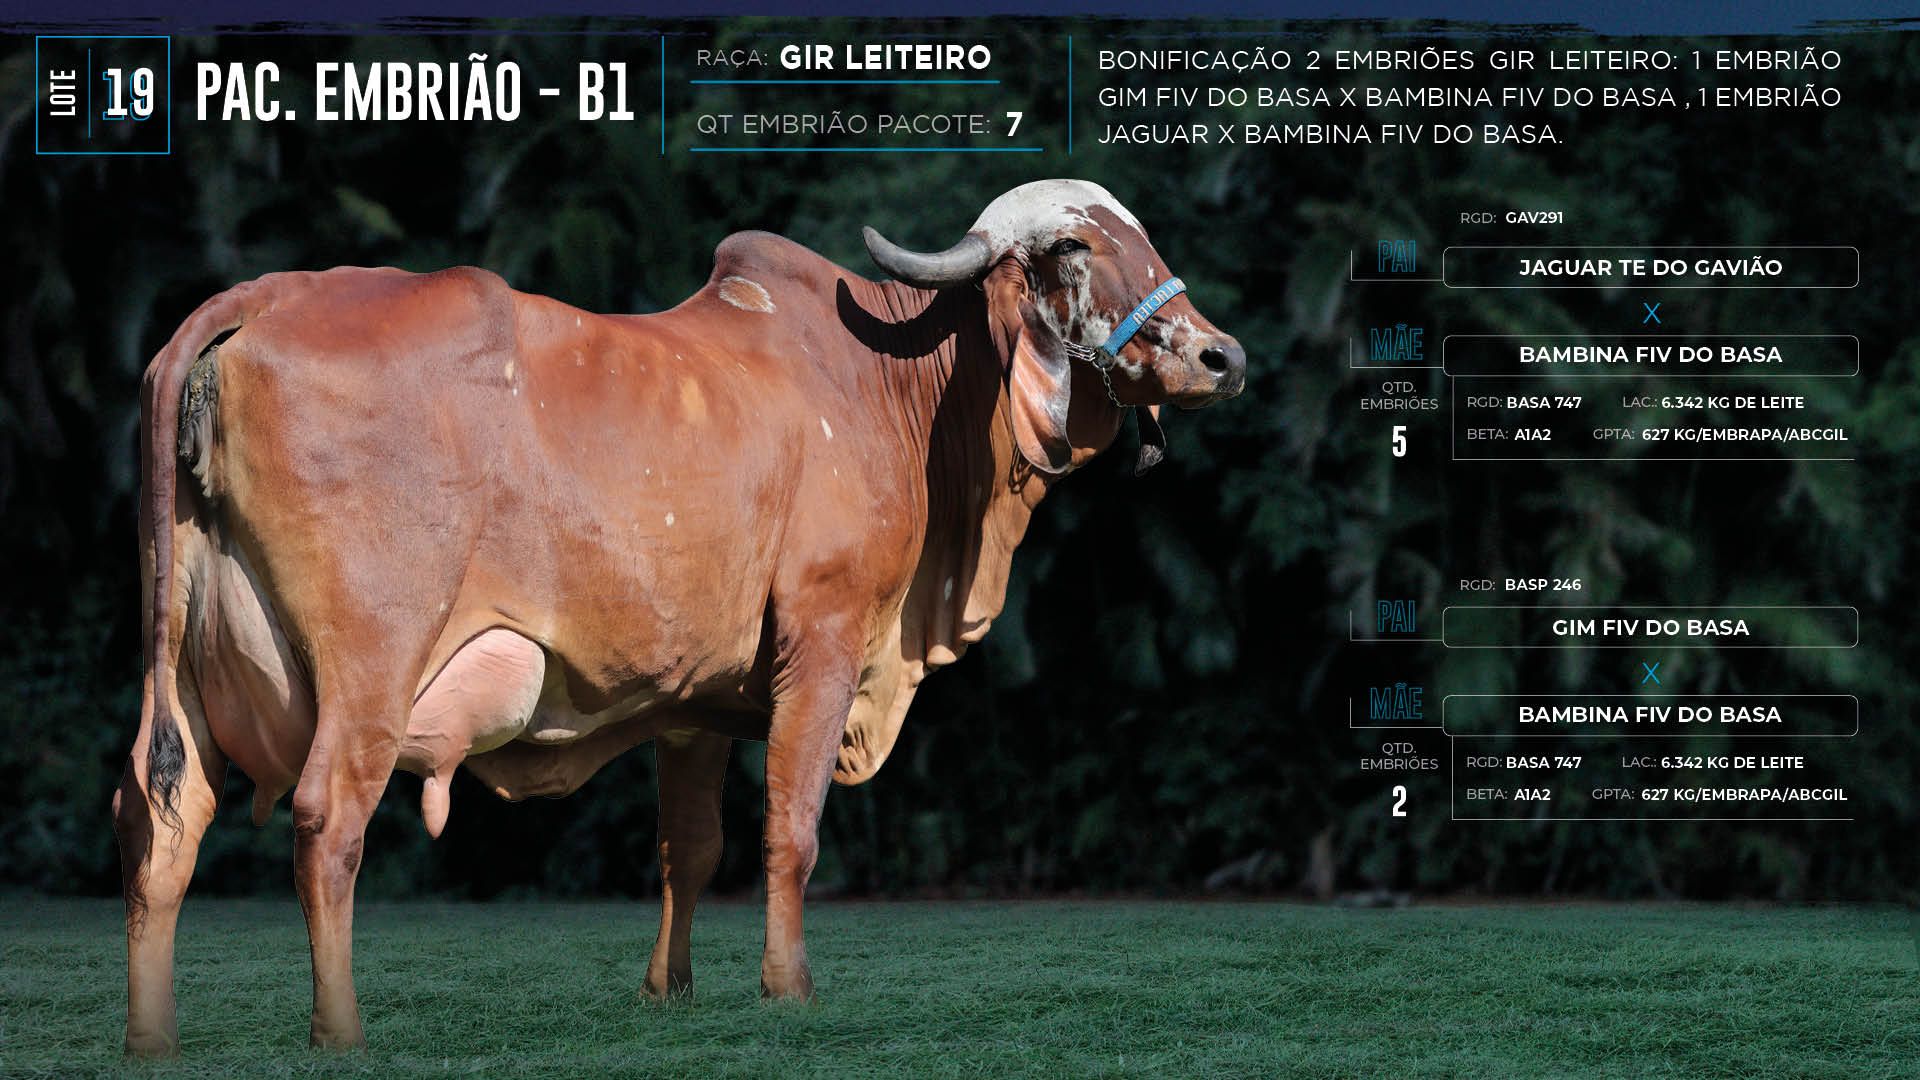 LOTE
19
PAC. EMBRIÃO - B1
RAÇA: GIR LEITEIRO
QT EMBRIÃO PACOTE: 7
BONIFICAÇÃO 2 EMBRIÕES GIR LEITEIRO: 1 EMBRIÃO
GIM FIV DO BASA X BAMBINA FIV DO BASA , 1 EMBRIÃO
JAGUAR X BAMBINA FIV DO BASA.
RGD: GAV291
PAI
JAGUAR TE DO GAVIÃO
X
MÃE
BAMBINA FIV DO BASA
QTD.
EMBRIÕES
5
RGD: BASA 747 LAC.: 6.342 KG DE LEITE
BETA: A1A2 GPTA: 627 KG/EMBRAPA/ABCGIL
RGD: BASP 246
PAI
GIM FIV DO BASA
X
MÃE
BAMBINA FIV DO BASA
QTD.
EMBRIÕES
2
RGD: BASA 747 LAC.: 6.342 KG DE LEITE
BETA: A1A2 GPTA: 627 KG/EMBRAPA/ABCGIL